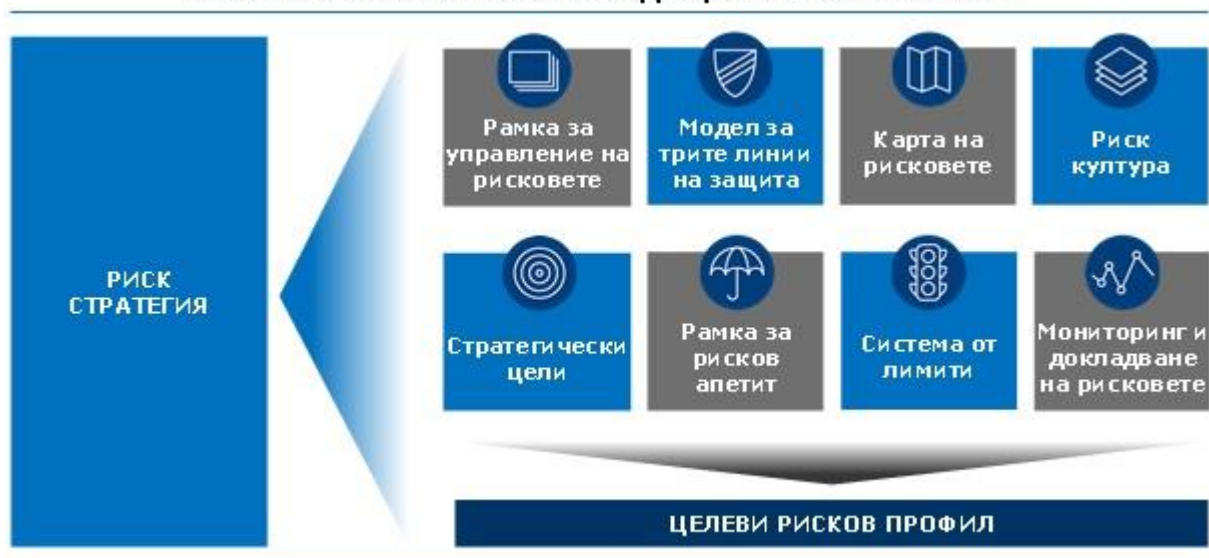 РИСК
СТРАТЕГИЯ
Рамка за
управление на
рисковете
Модел за
трите линии
на защита
Карта на
рисковете
Риск
култура
Стратегически
цели
Рамка за
рисков
апетит
Система от
лимити
Мониторинг и
докладване
на рисковете
ЦЕЛЕВИ РИСКОВ ПРОФИЛ